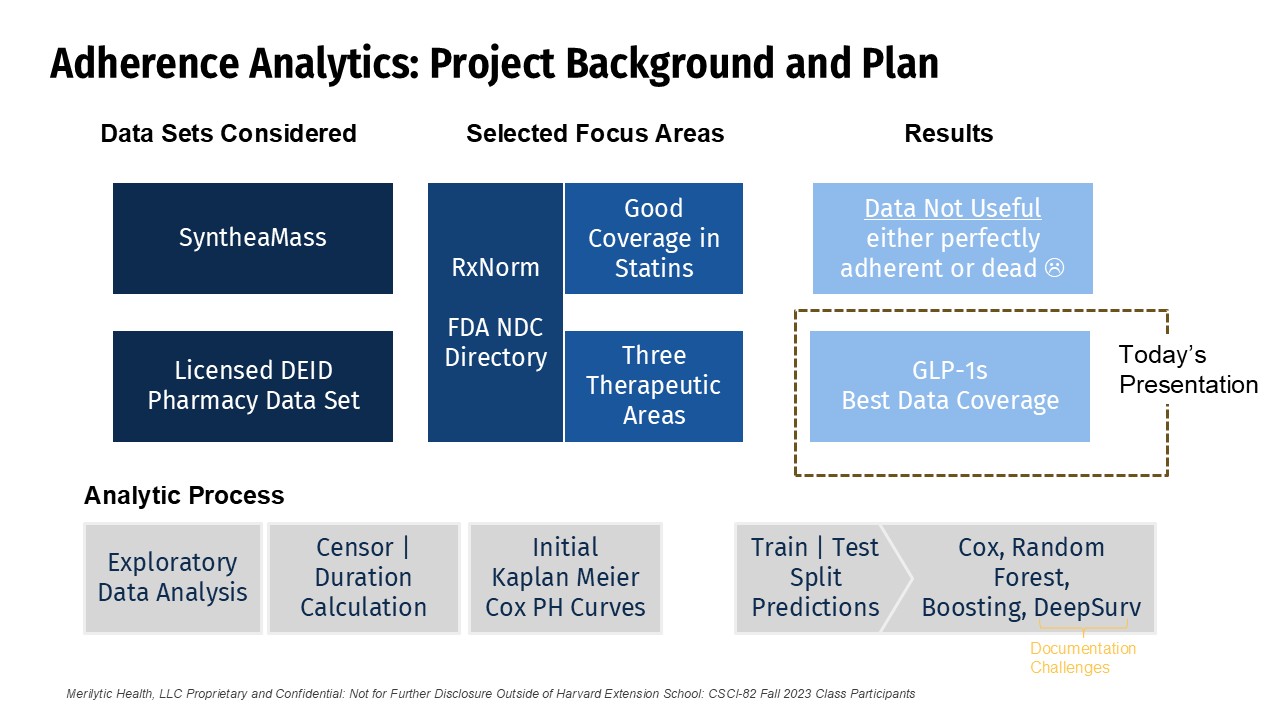 Adherence Analytics: Project Background and Plan
Data Sets Considered
Selected Focus Areas
Results
SyntheaMass
RxNorm
FDA NDC
Directory
Good
Coverage in
Statins
Data Not Useful
either perfectly
adherent or dead ☹
Licensed DEID
Pharmacy Data Set
Three
Therapeutic
Areas
GLP-1s
Best Data Coverage
Today’s
Presentation
Analytic Process
Exploratory
Data Analysis
Censor |
Duration
Calculation
Initial
Kaplan Meier
Cox PH Curves
Train | Test
Split
Predictions
Cox, Random
Forest,
Boosting, DeepSurv
Documentation
Challenges
Merilytic Health, LLC Proprietary and Confidential: Not for Further Disclosure Outside of Harvard Extension School: CSCI-82 Fall 2023 Class Participants